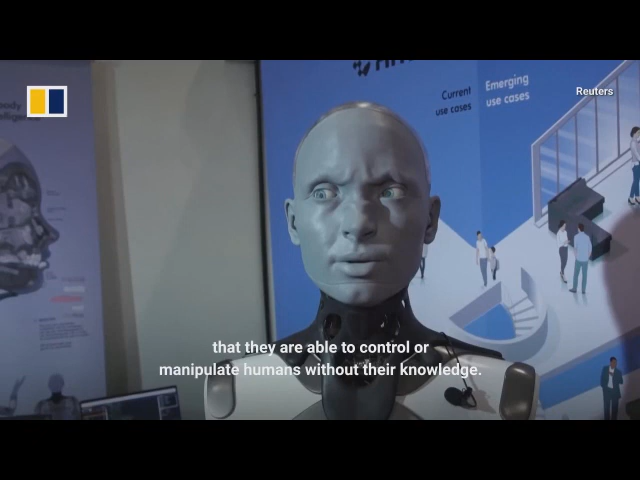 Reuters
Current
use cases
Emerging
use cases
that they are able to control or
manipulate humans without their knowledge.